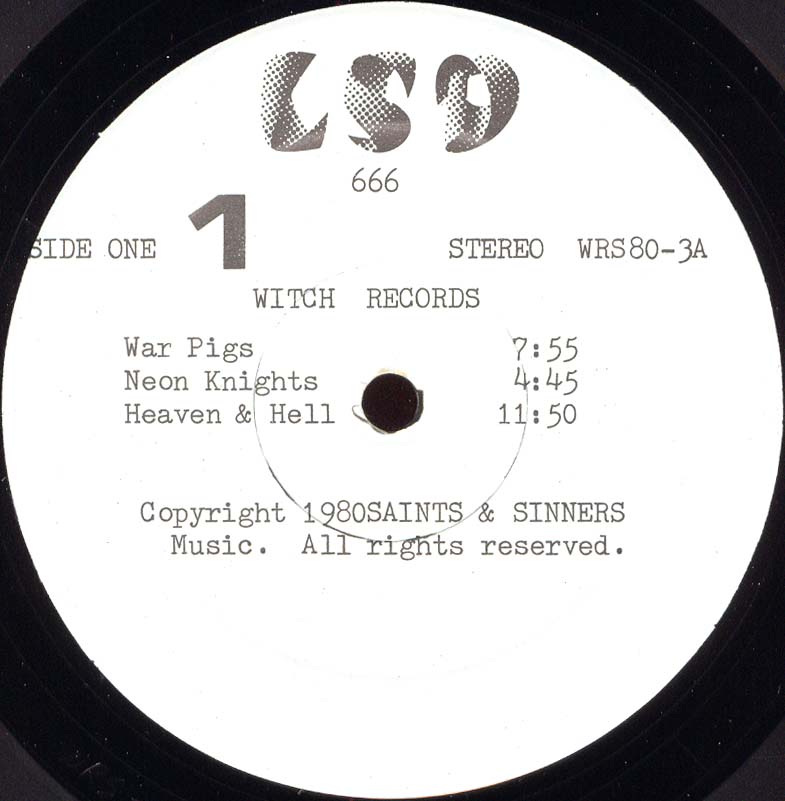 LSD
666
1
SIDE ONE STEREO WRS80-3A
WITCH RECORDS
War Pigs 7:55
Neon Knights 4:45
Heaven & Hell 11:50
Copyright 1980SAINTS & SINNERS
Music. All rights reserved.